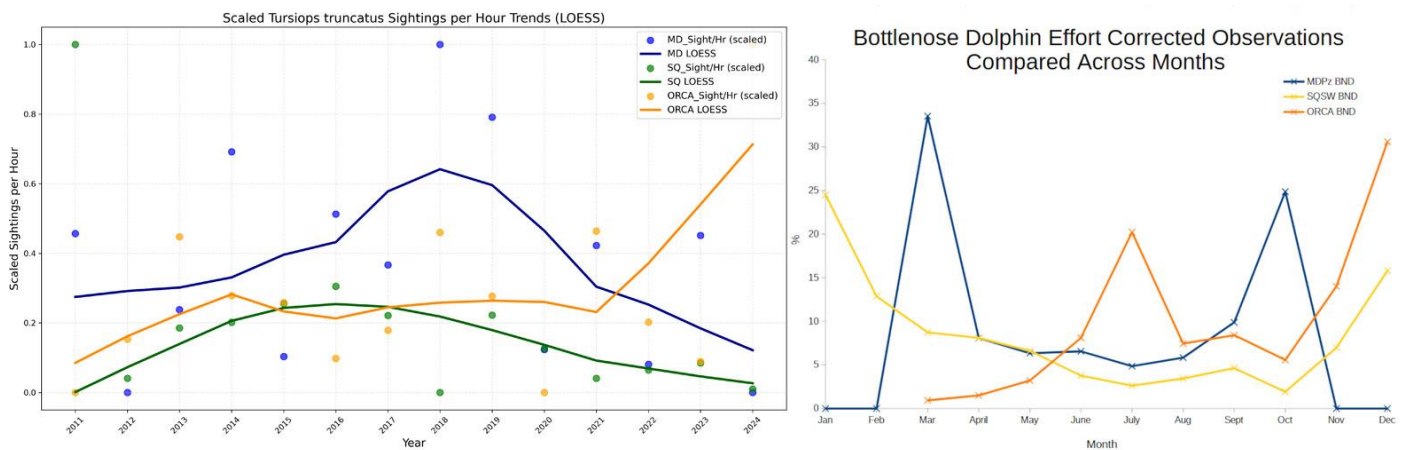 Scaled Tursiops truncatus Sightings per Hour Trends (LOESS)
MD_Sight/Hr (scaled)
MD LOESS
SQ_Sight/Hr (scaled)
SQ LOESS
ORCA_Sight/Hr (scaled)
ORCA LOESS
Scaled Sightings per Hour
1.0
0.8
0.6
0.4
0.2
0.0
2011
2012
2013
2014
2015
2016
2017
2018
2019
2020
2021
2022
2023
2024
Year
Bottlenose Dolphin Effort Corrected Observations
Compared Across Months
MDPz BND
SQSW BND
ORCA BND
%
40
35
30
25
20
15
10
5
0
Jan
Feb
Mar
April
May
June
July
Aug
Sept
Oct
Nov
Dec
Month